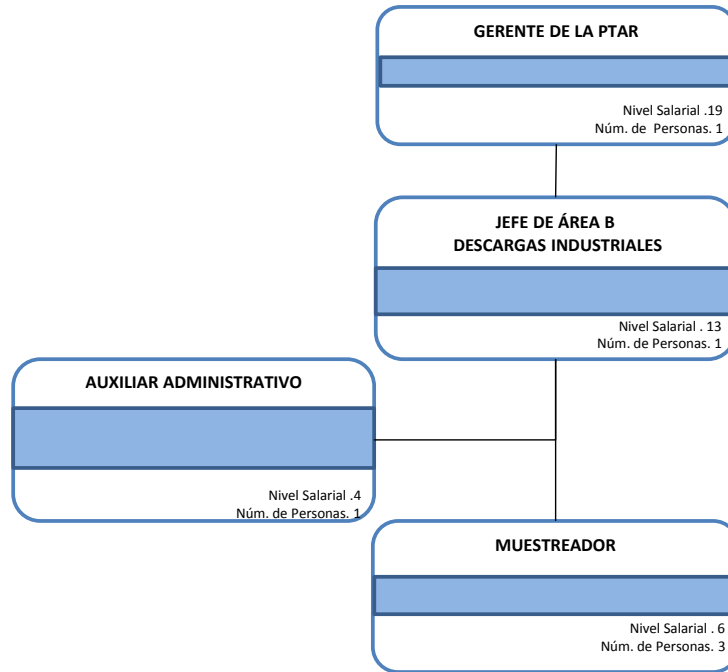 GERENTE DE LA PTAR
Nivel Salarial .19
Núm. de  Personas. 1
JEFE DE ÁREA B
DESCARGAS INDUSTRIALES
Nivel Salarial . 13
Núm. de Personas. 1
AUXILIAR ADMINISTRATIVO
Nivel Salarial .4
Núm. de Personas. 1
MUESTREADOR
Nivel Salarial . 6
Núm. de Personas. 3